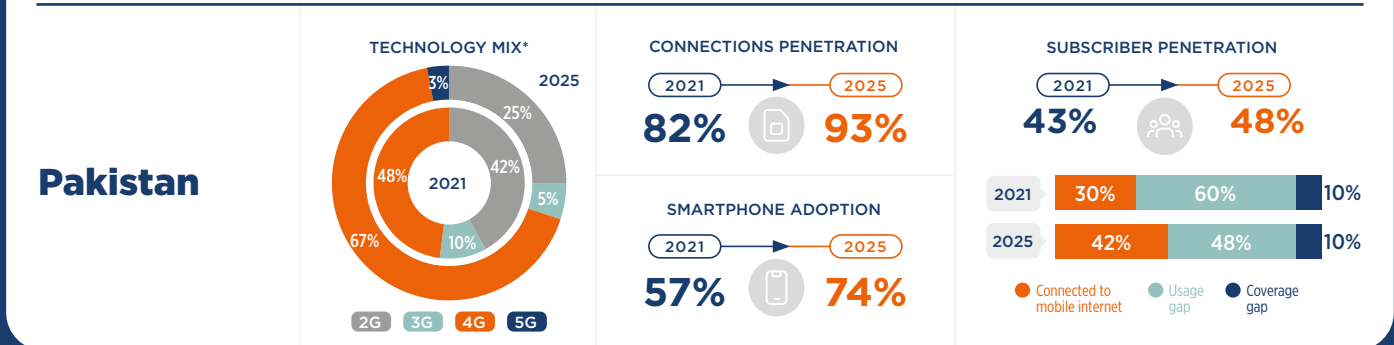 Pakistan
TECHNOLOGY MIX*
2025
3%
25%
5%
67%
2021
42%
10%
48%
2G 3G 4G 5G
CONNECTIONS PENETRATION
2021 2025
82% 93%
SMARTPHONE ADOPTION
2021 2025
57% 74%
SUBSCRIBER PENETRATION
2021 2025
43% 48%
2021 30% 60% 10%
2025 42% 48% 10%
Connected to
mobile internet
Usage
gap
Coverage
gap